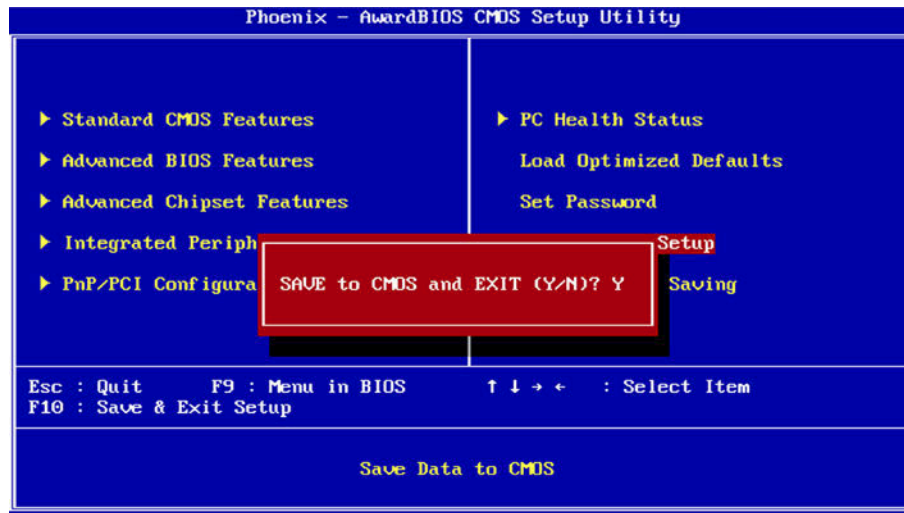 Phoenix - AwardBIOS CMOS Setup Utility
Standard CMOS Features
Advanced BIOS Features
Advanced Chipset Features
Integrated Periph
PnP/PCI Configura
PC Health Status
Load Optimized Defaults
Set Password
Setup
Saving
SAVE to CMOS and EXIT (Y/N)? Y
Esc : Quit F9 : Menu in BIOS ↑ ↓ → ← : Select Item
F10 : Save & Exit Setup
Save Data to CMOS